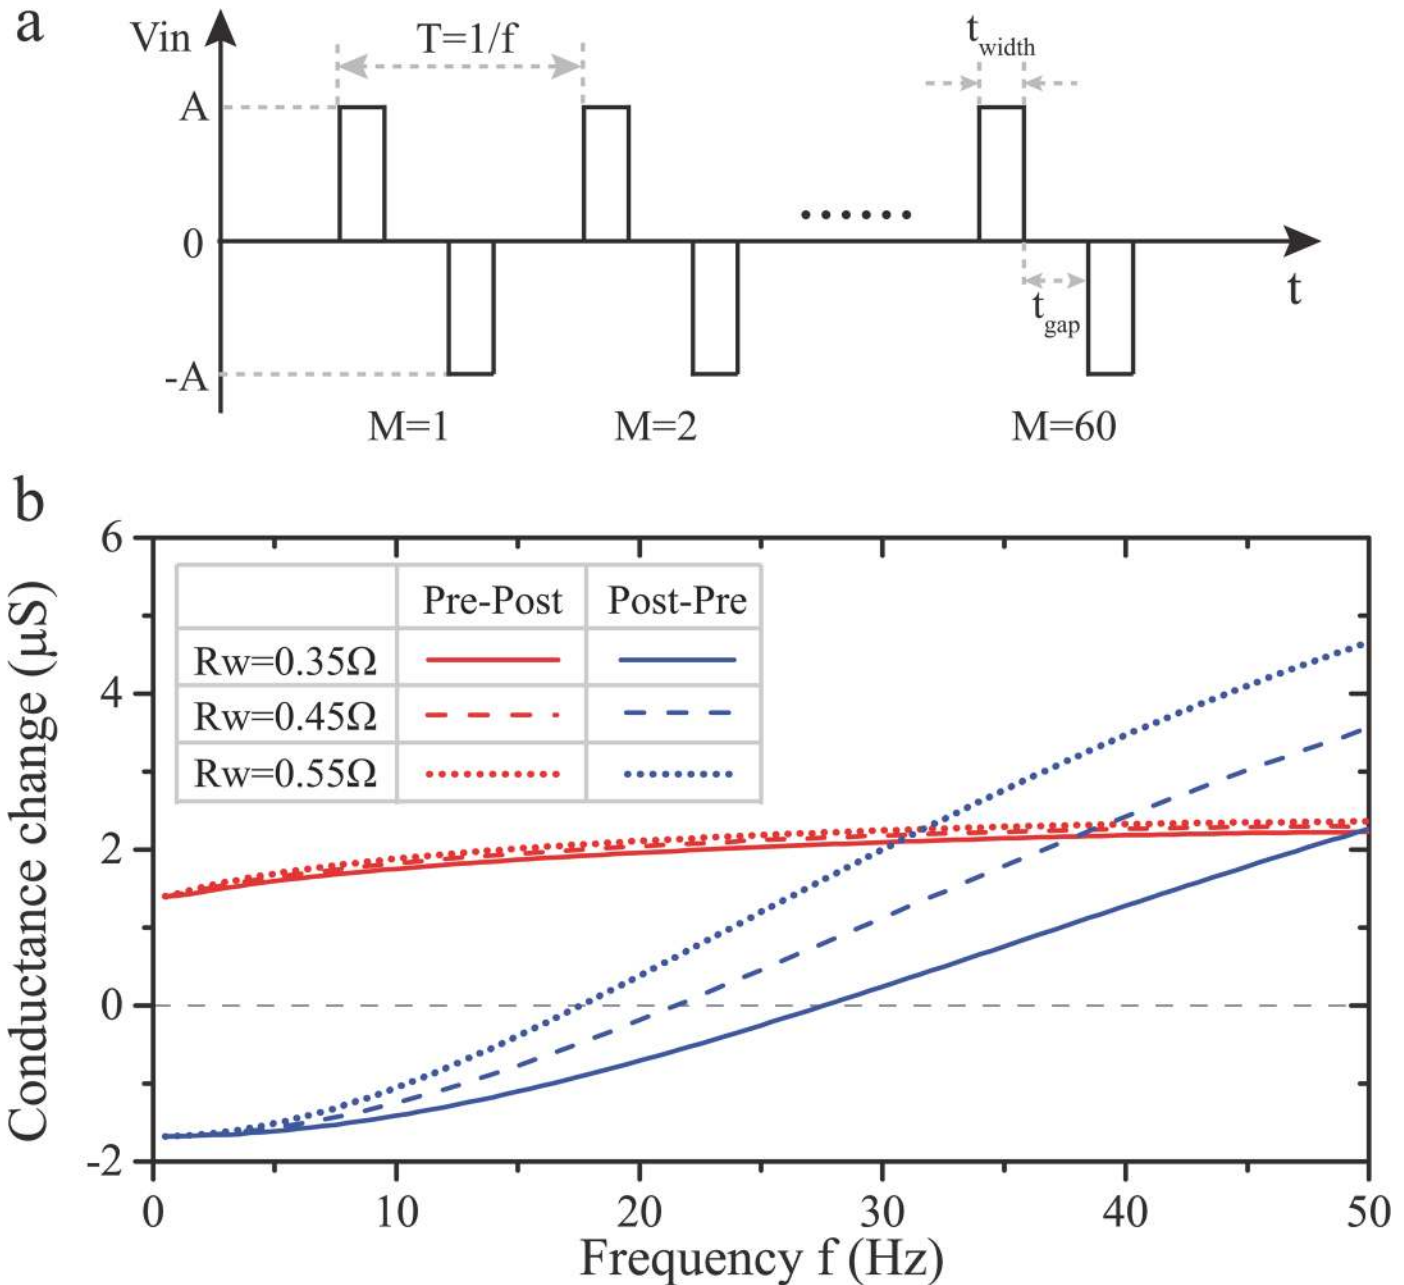 a
Vin
T=1/f
t width
A
0
t
t gap
-A
M=1 M=2 M=60
b
Conductance change (μS)
6
4
2
0
-2
Pre-Post Post-Pre
Rw=0.35Ω
Rw=0.45Ω
Rw=0.55Ω
0 10 20 30 40 50
Frequency f (Hz)